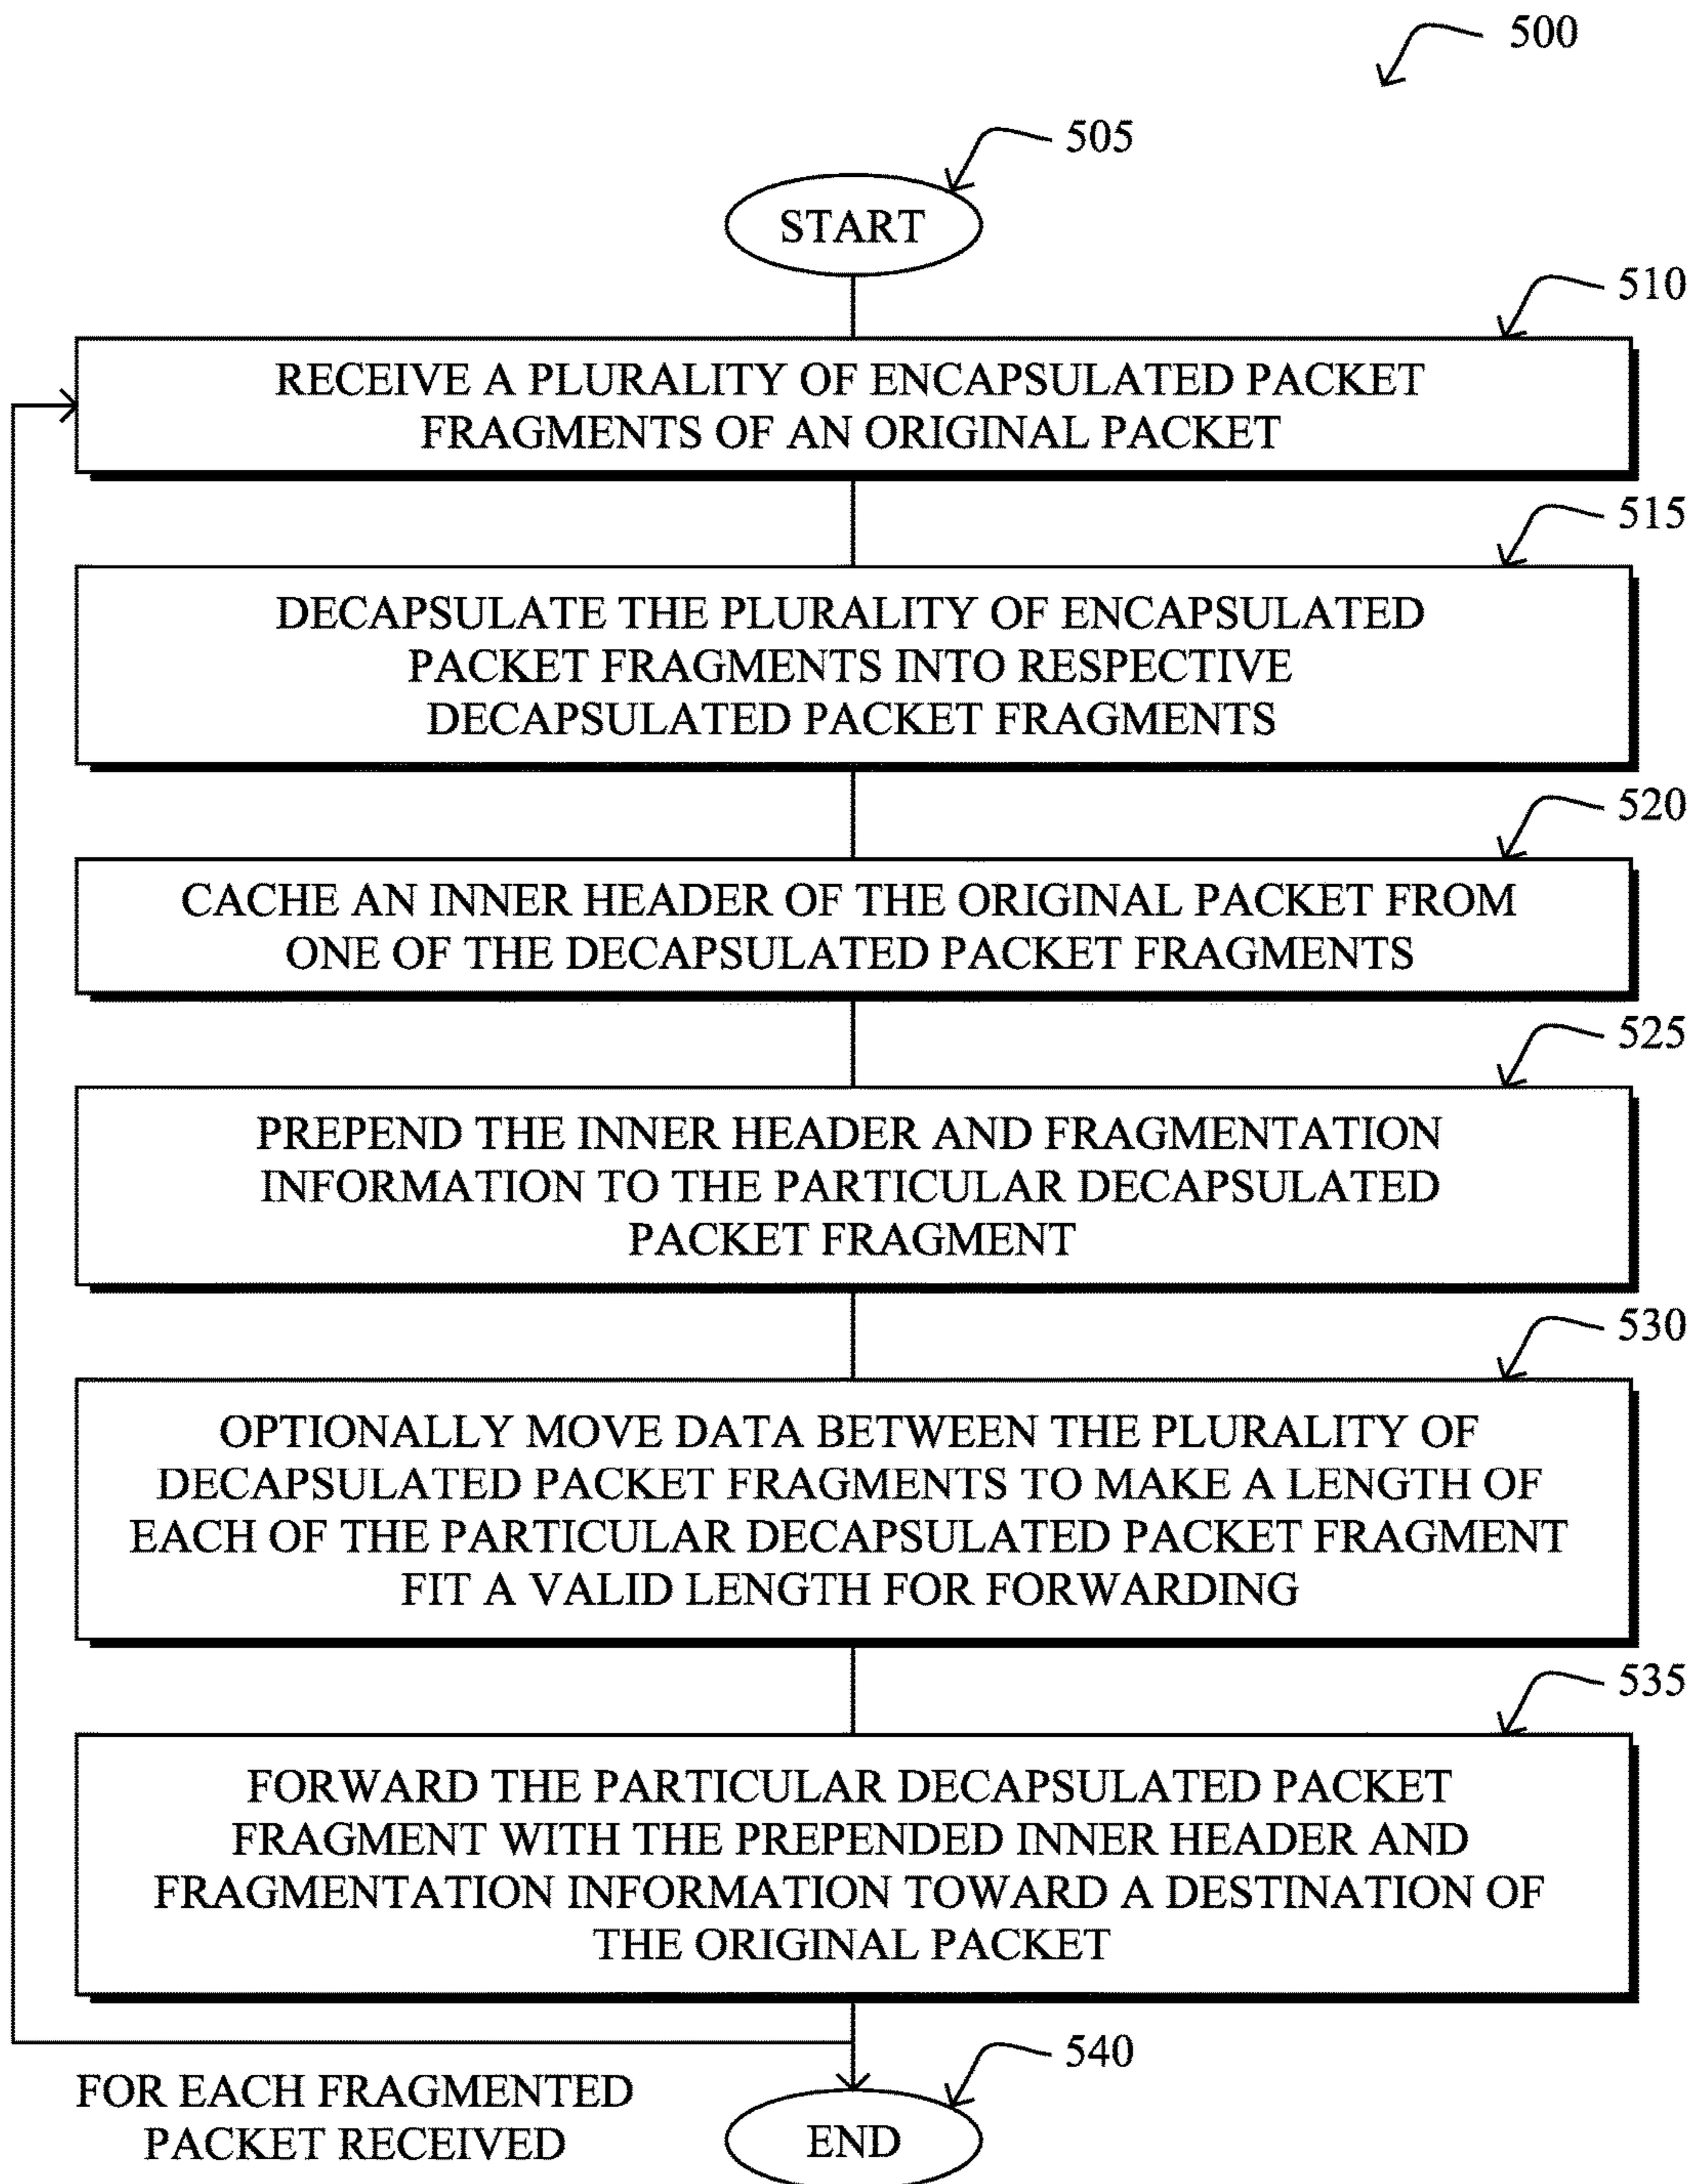 500
505
START
510
RECEIVE A PLURALITY OF ENCAPSULATED PACKET
FRAGMENTS OF AN ORIGINAL PACKET
515
DECAPSULATE THE PLURALITY OF ENCAPSULATED
PACKET FRAGMENTS INTO RESPECTIVE
DECAPSULATED PACKET FRAGMENTS
520
CACHE AN INNER HEADER OF THE ORIGINAL PACKET FROM
ONE OF THE DECAPSULATED PACKET FRAGMENTS
525
PREPEND THE INNER HEADER AND FRAGMENTATION
INFORMATION TO THE PARTICULAR DECAPSULATED
PACKET FRAGMENT
530
OPTIONALLY MOVE DATA BETWEEN THE PLURALITY OF
DECAPSULATED PACKET FRAGMENTS TO MAKE A LENGTH OF
EACH OF THE PARTICULAR DECAPSULATED PACKET FRAGMENT
FIT A VALID LENGTH FOR FORWARDING
535
FORWARD THE PARTICULAR DECAPSULATED PACKET
FRAGMENT WITH THE PREPENDED INNER HEADER AND
FRAGMENTATION INFORMATION TOWARD A DESTINATION OF
THE ORIGINAL PACKET
540
FOR EACH FRAGMENTED
PACKET RECEIVED
END